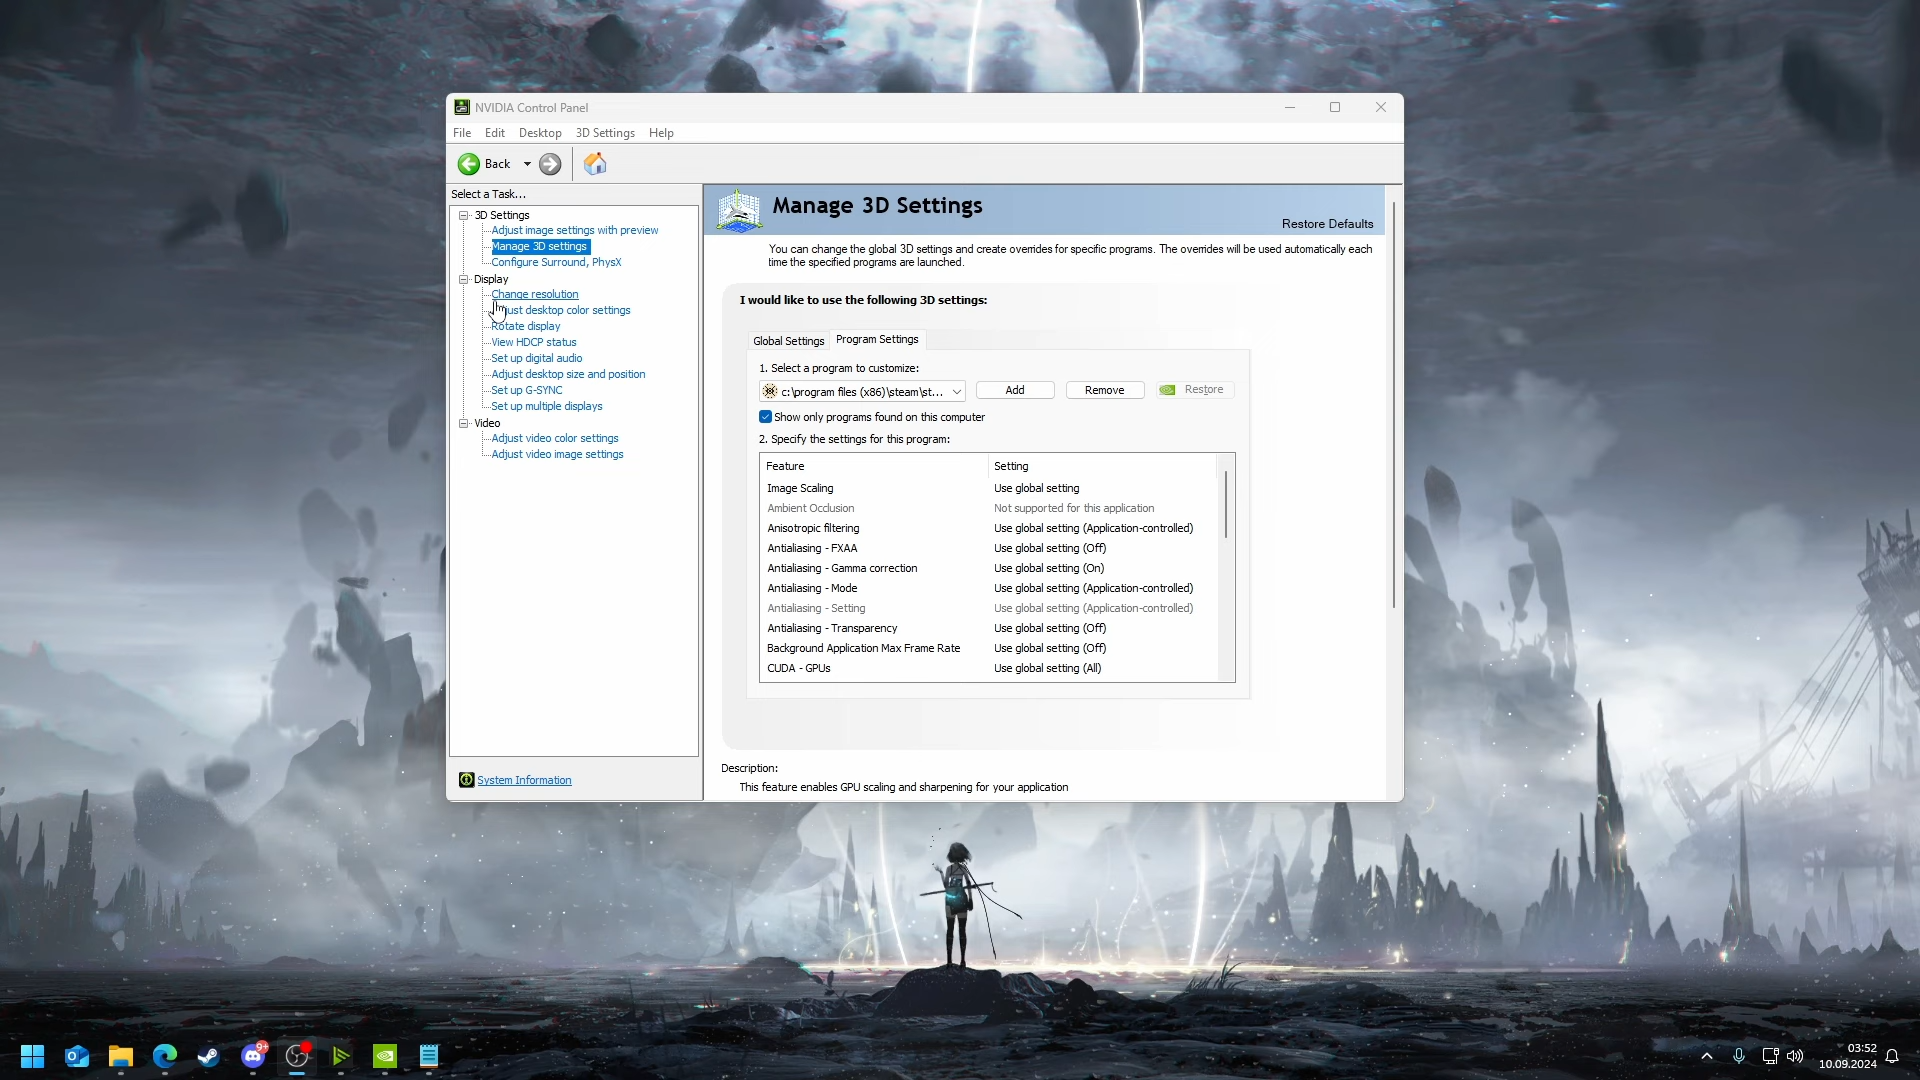 NVIDIA Control Panel
File Edit Desktop 3D Settings Help
Back
Select a Task...
3D Settings
Adjust image settings with preview
Manage 3D settings
Configure Surround, PhysX
Display
Change resolution
just desktop color settings
Rotate display
View HDCP status
Set up digital audio
Adjust desktop size and position
Set up G-SYNC
Set up multiple displays
Video
Adjust video color settings
Adjust video image settings
System Information
Manage 3D Settings
Restore Defaults
You can change the global 3D settings and create overrides for specific programs. The overrides will be used automatically each
time the specified programs are launched.
I would like to use the following 3D settings:
Global Settings Program Settings
1. Select a program to customize:
c:\program files (x86)\steam\st... Add Remove Restore
Show only programs found on this computer
2. Specify the settings for this program:
Feature Setting
Image Scaling Use global setting
Ambient Occlusion Not supported for this application
Anisotropic filtering Use global setting (Application-controlled)
Antialiasing - FXAA Use global setting (Off)
Antialiasing - Gamma correction Use global setting (On)
Antialiasing - Mode Use global setting (Application-controlled)
Antialiasing - Setting Use global setting (Application-controlled)
Antialiasing - Transparency Use global setting (Off)
Background Application Max Frame Rate Use global setting (Off)
CUDA - GPUs Use global setting (All)
Description:
This feature enables GPU scaling and sharpening for your application
9+
03:52
10.09.2024